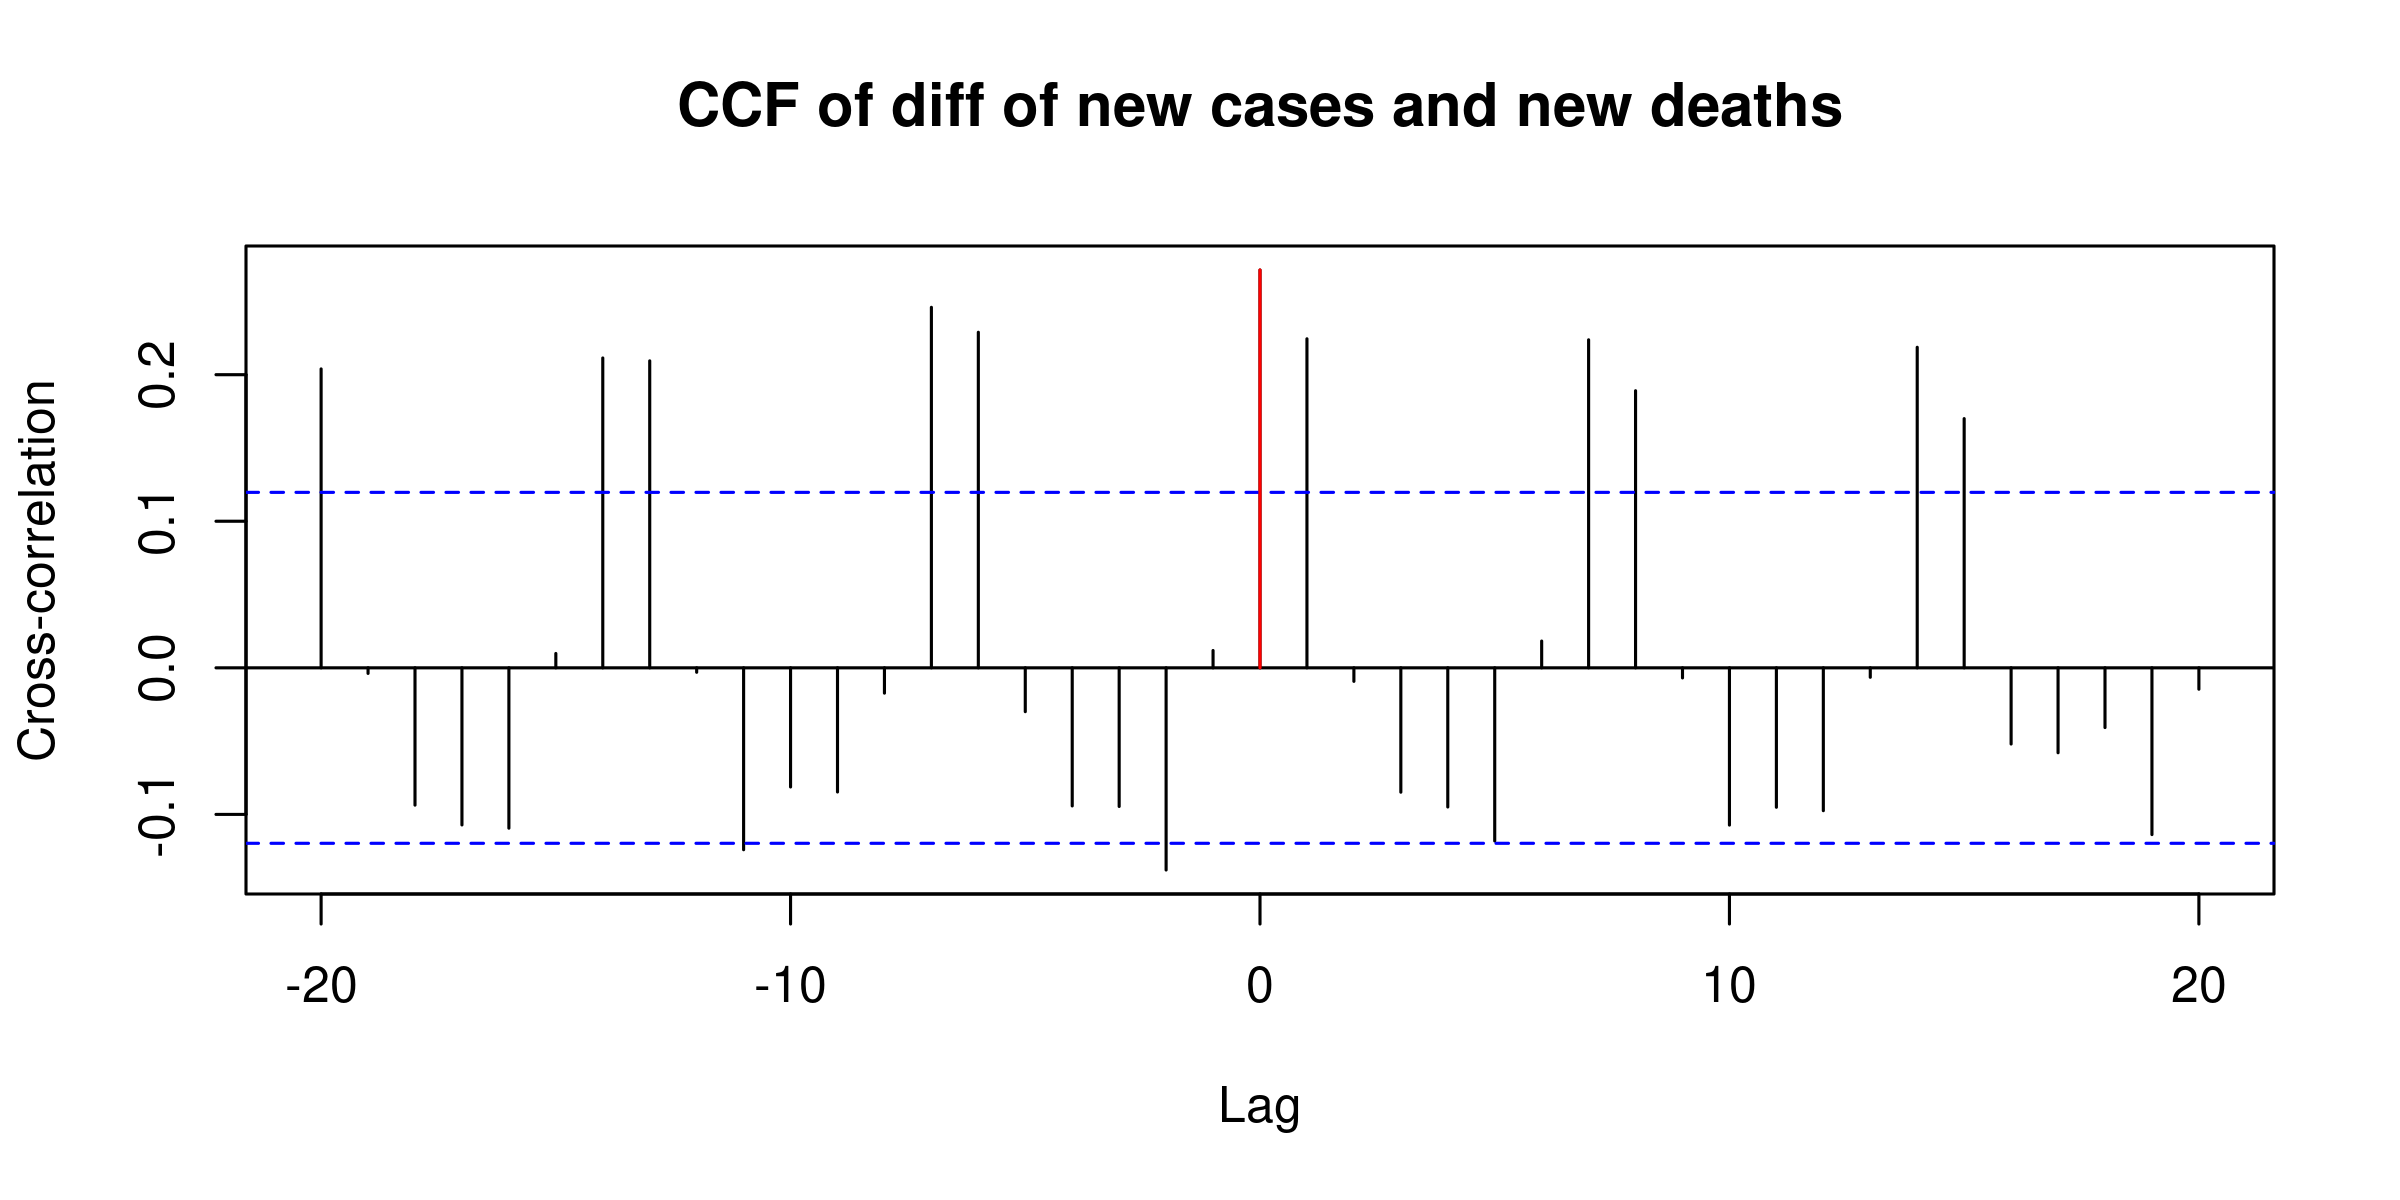 CCF of diff of new cases and new deaths
Cross-correlation
0.2
0.1
0.0
-0.1
-20 -10 0 10 20
Lag